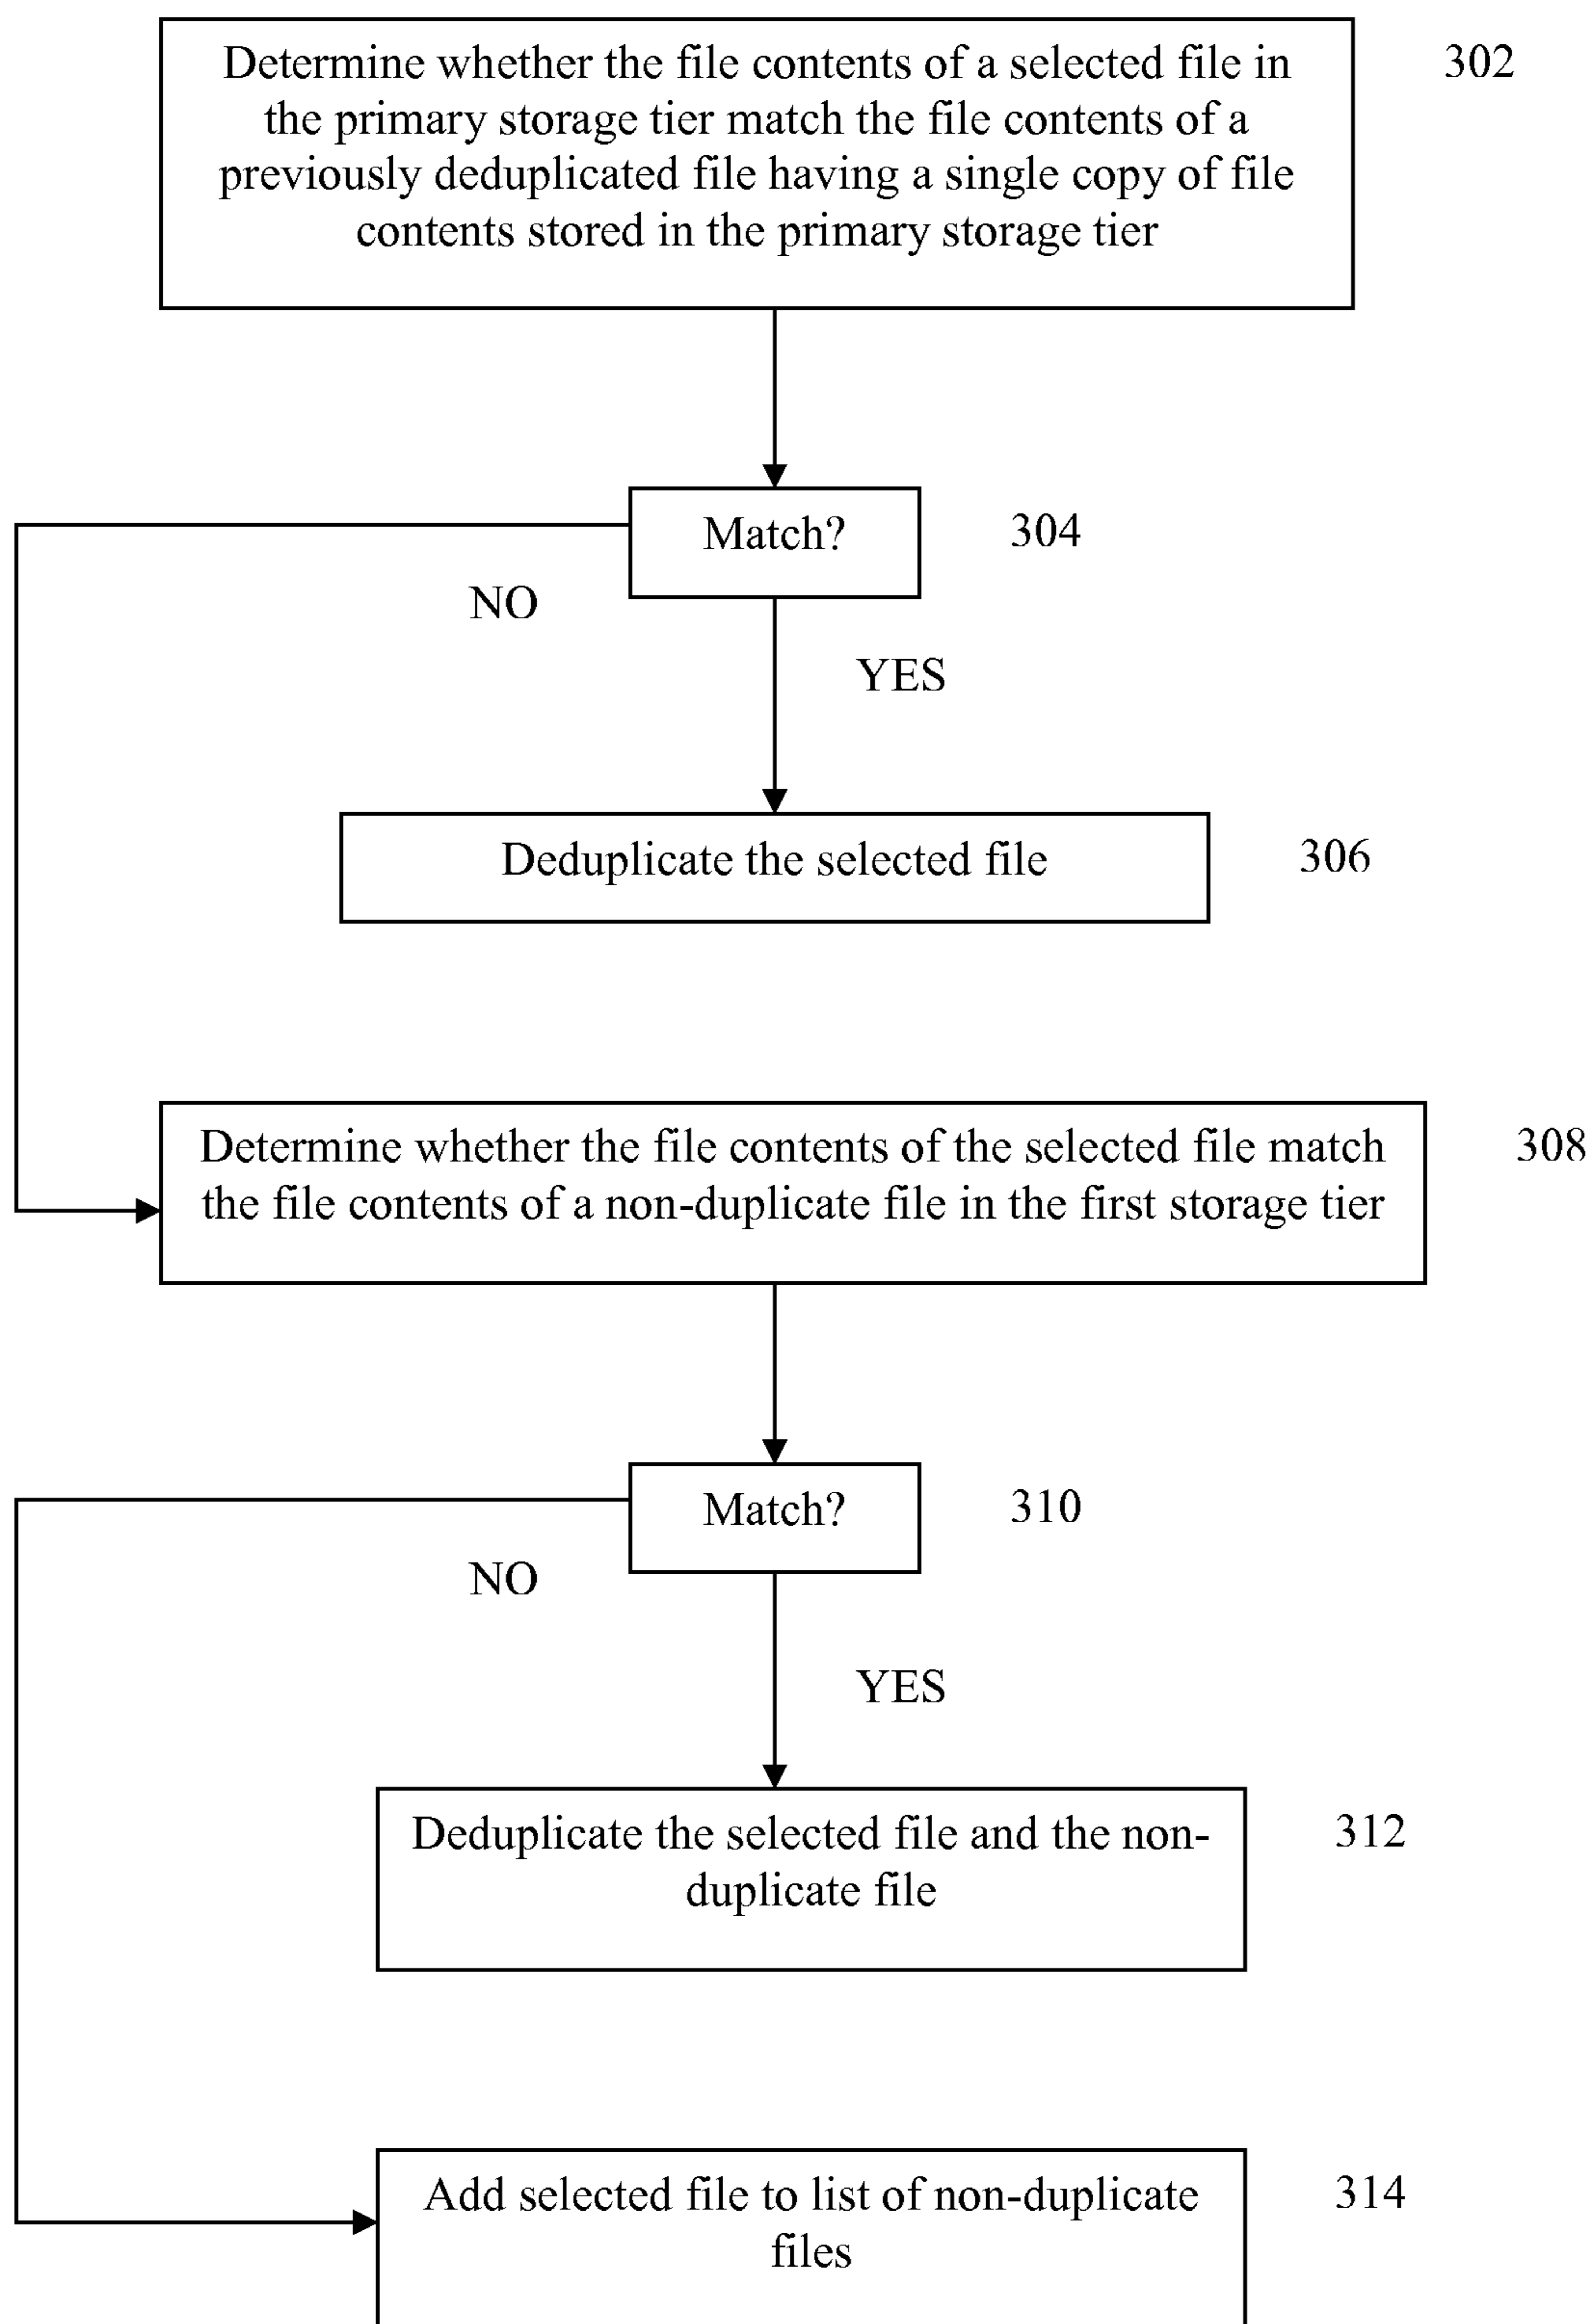 Determine whether the file contents of a selected file in
the primary storage tier match the file contents of a
previously deduplicated file having a single copy of file
contents stored in the primary storage tier
302
Match?
304
NO
YES
Deduplicate the selected file
306
Determine whether the file contents of the selected file match
the file contents of a non-duplicate file in the first storage tier
308
Match?
310
NO
YES
Deduplicate the selected file and the non-
duplicate file
312
Add selected file to list of non-duplicate
files
314